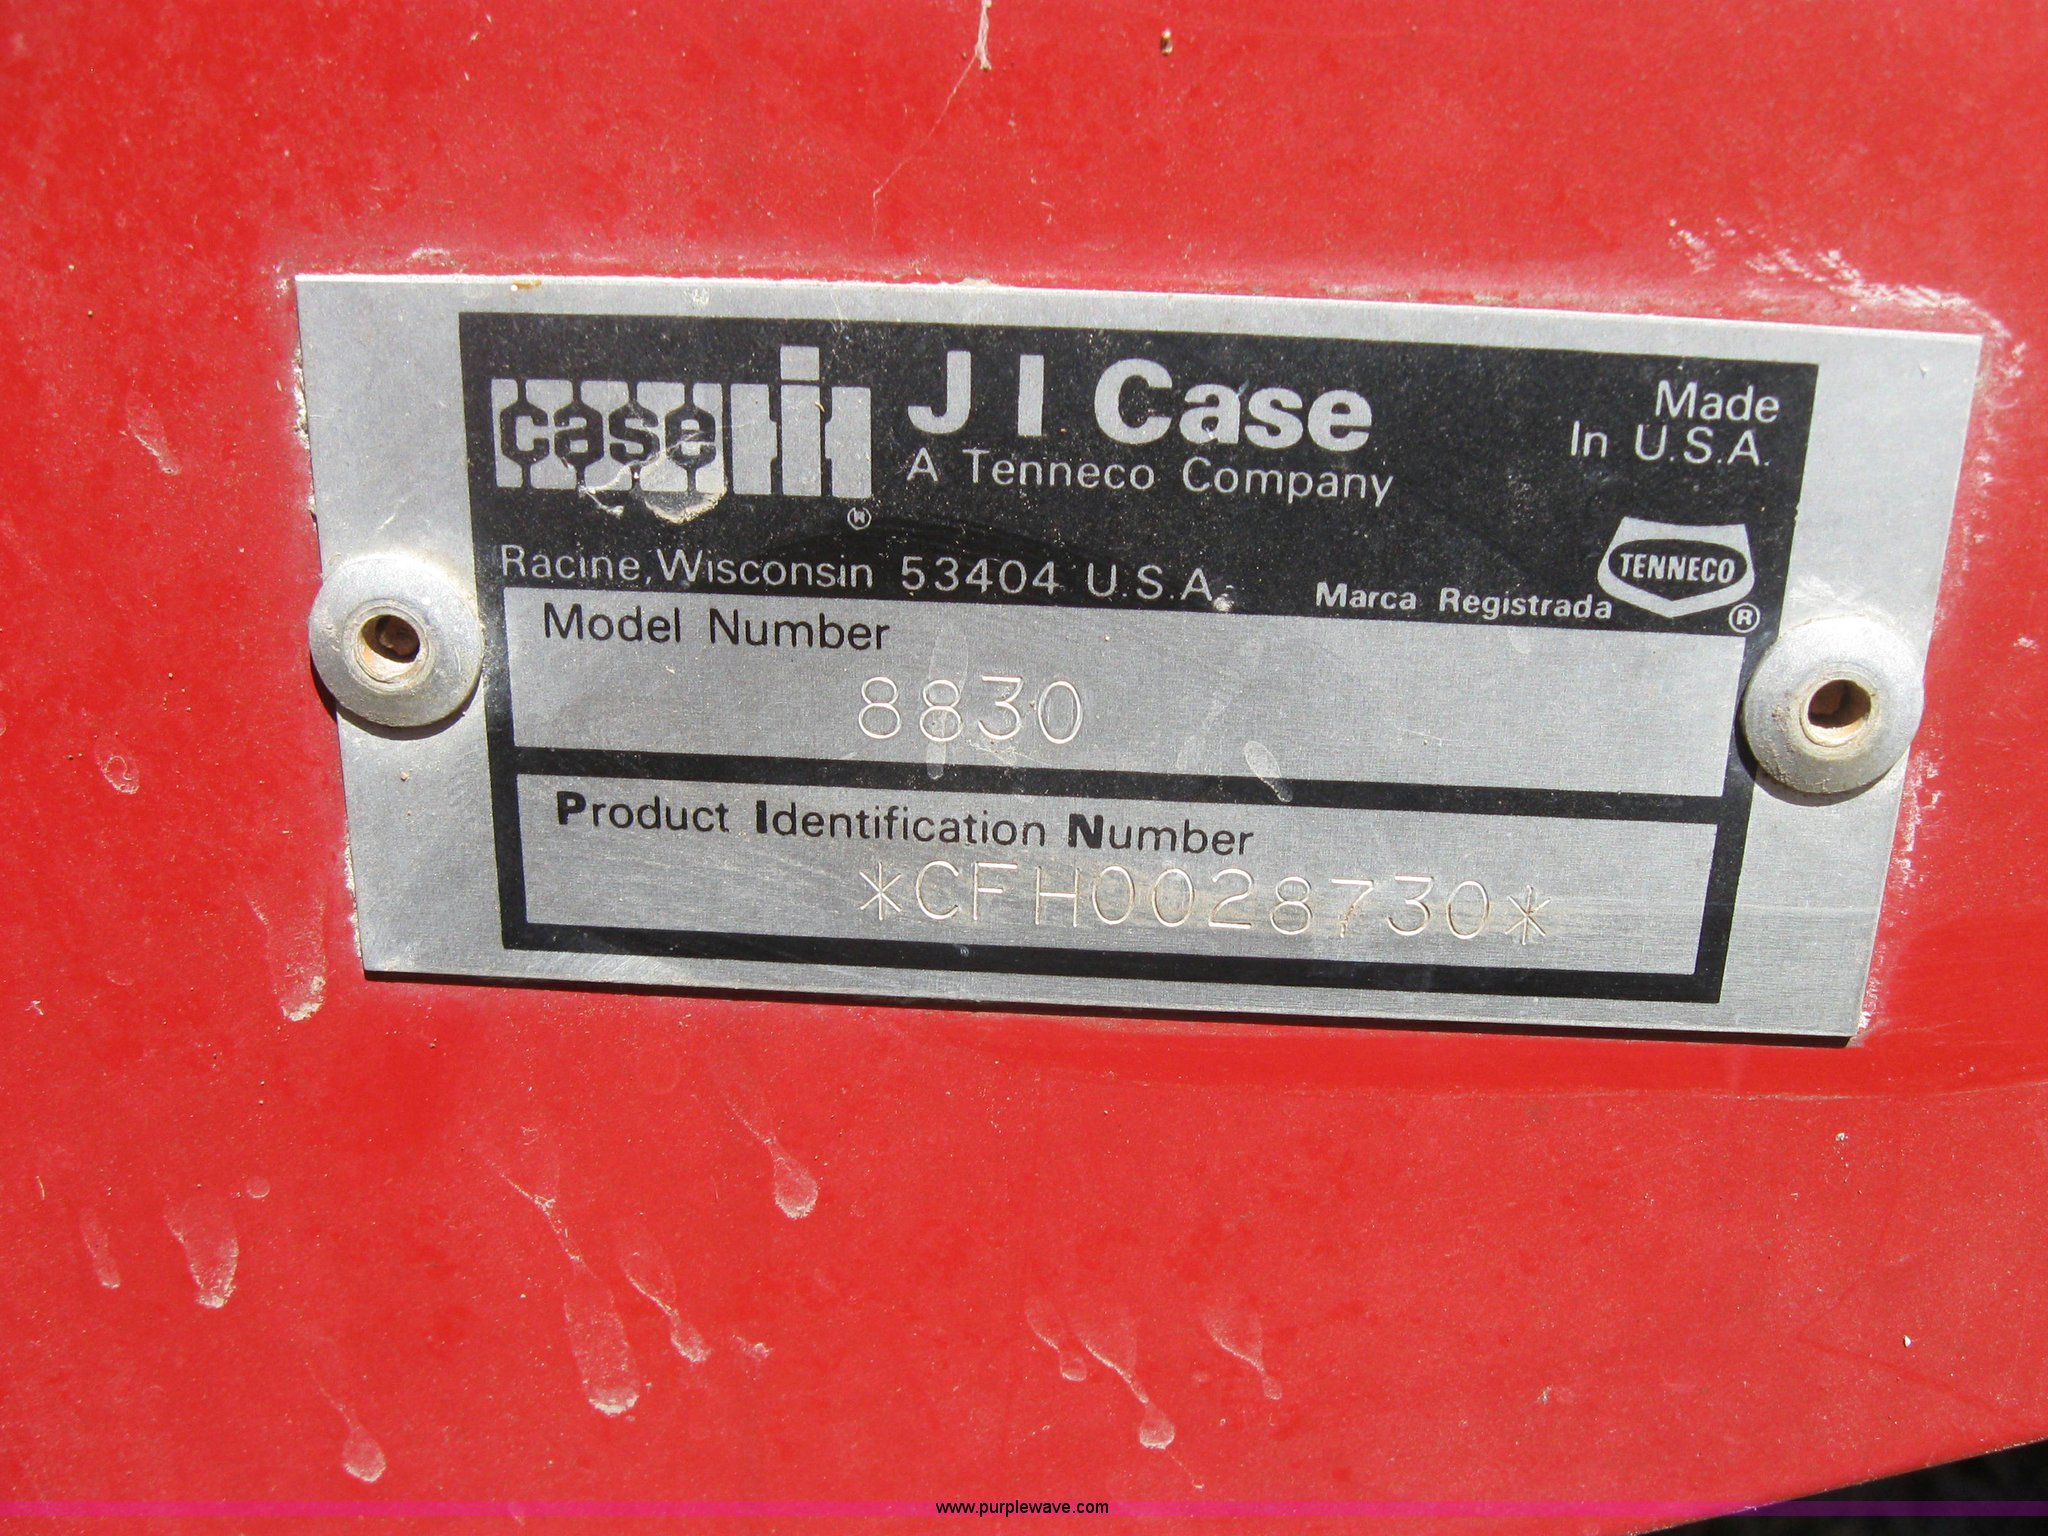 case IH ®
J I Case
A Tenneco Company
Made
In U.S.A.
Racine, Wisconsin 53404 U.S.A.
Marca Registrada
TENNECO ®
Model Number
8830
Product Identification Number
*CFH0028730*
www.purplewave.com